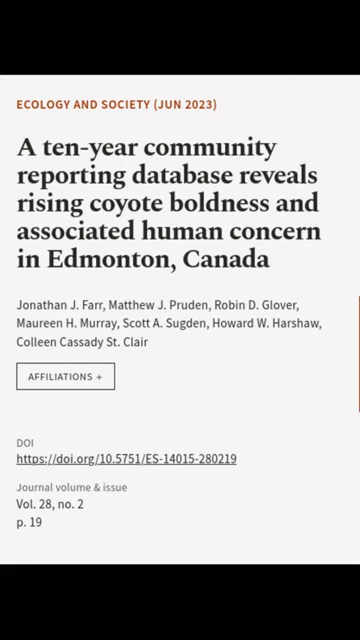 ECOLOGY AND SOCIETY (JUN 2023)
A ten-year community
reporting database reveals
rising coyote boldness and
associated human concern
in Edmonton, Canada
Jonathan J. Farr, Matthew J. Pruden, Robin D. Glover,
Maureen H. Murray, Scott A. Sugden, Howard W. Harshaw,
Colleen Cassady St. Clair
AFFILIATIONS +
DOI
https://doi.org/10.5751/ES-14015-280219
Journal volume & issue
Vol. 28, no. 2
p. 19